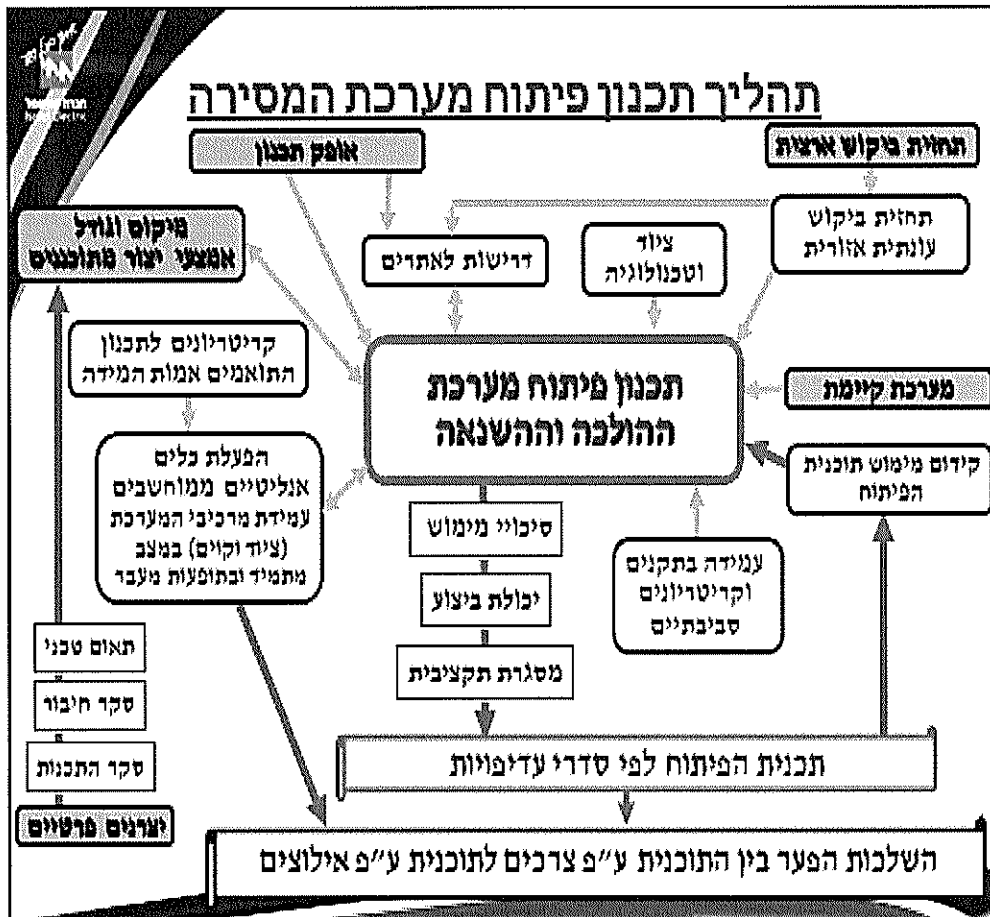 תהליך תכנון פיתוח מערכת המסירה
אופק תכנון
תחזית ביקוש ארצית
מיקום וגודל
אמצעי יצור מתוכננים
דרישות לאתרים
ציוד
וטכנולוגיה
תחזית ביקוש
עונתית אזורית
קריטריונים לתכנון
התואמים אמות המידה
תכנון פיתוח מערכת
ההולכה וההשנאה
מערכת קיימת
הפעלת כלים
אנליטיים ממוחשבים
עמידת מרכיבי המערכת
(ציוד וקוים) במצב
מתמיד ובתופעות מעבר
קידום מימוש תוכנית
הפיתוח
סיכויי מימוש
יכולת ביצוע
מסגרת תקציבית
עמידה בתקנים
וקריטריונים
סביבתיים
תאום טכני
סקר חיבור
סקר התכנות
יצרנים פרטיים
תכנית הפיתוח לפי סדרי עדיפויות
השלכות הפער בין התוכנית ע״פ צרכים לתוכנית ע״פ אילוצים